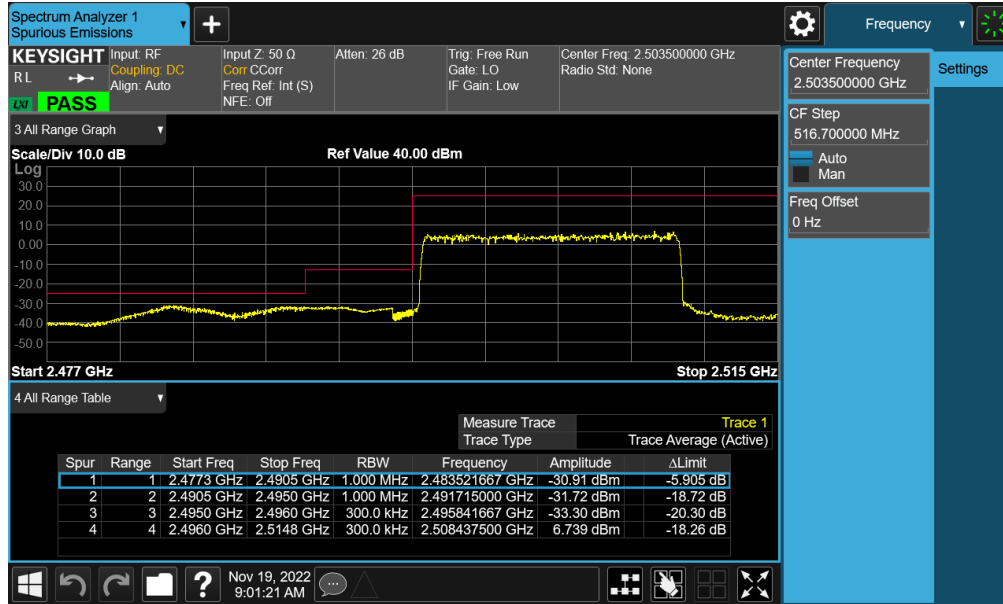 Spectrum Analyzer 1
Spurious Emissions
Frequency
KEYSIGHT
R L
LXI
PASS
Input: RF
Coupling: DC
Align: Auto
Input Z: 50 Ω
Corr CCorr
Freq Ref: Int (S)
NFE: Off
Atten: 26 dB
Trig: Free Run
Gate: LO
IF Gain: Low
Center Freq: 2.503500000 GHz
Radio Std: None
Center Frequency
2.503500000 GHz
Settings
CF Step
516.700000 MHz
Auto
Man
Freq Offset
0 Hz
3 All Range Graph
Scale/Div 10.0 dB
Ref Value 40.00 dBm
Log
30.0
20.0
10.0
0.00
-10.0
-20.0
-30.0
-40.0
-50.0
Start 2.477 GHz
Stop 2.515 GHz
4 All Range Table
Measure Trace Trace 1
Trace Type Trace Average (Active)
Spur Range Start Freq Stop Freq RBW Frequency Amplitude ΔLimit
1 1 2.4773 GHz 2.4905 GHz 1.000 MHz 2.483521667 GHz -30.91 dBm -5.905 dB
2 2 2.4905 GHz 2.4950 GHz 1.000 MHz 2.491715000 GHz -31.72 dBm -18.72 dB
3 3 2.4950 GHz 2.4960 GHz 300.0 kHz 2.495841667 GHz -33.30 dBm -20.30 dB
4 4 2.4960 GHz 2.5148 GHz 300.0 kHz 2.508437500 GHz 6.739 dBm -18.26 dB
?
Nov 19, 2022
9:01:21 AM